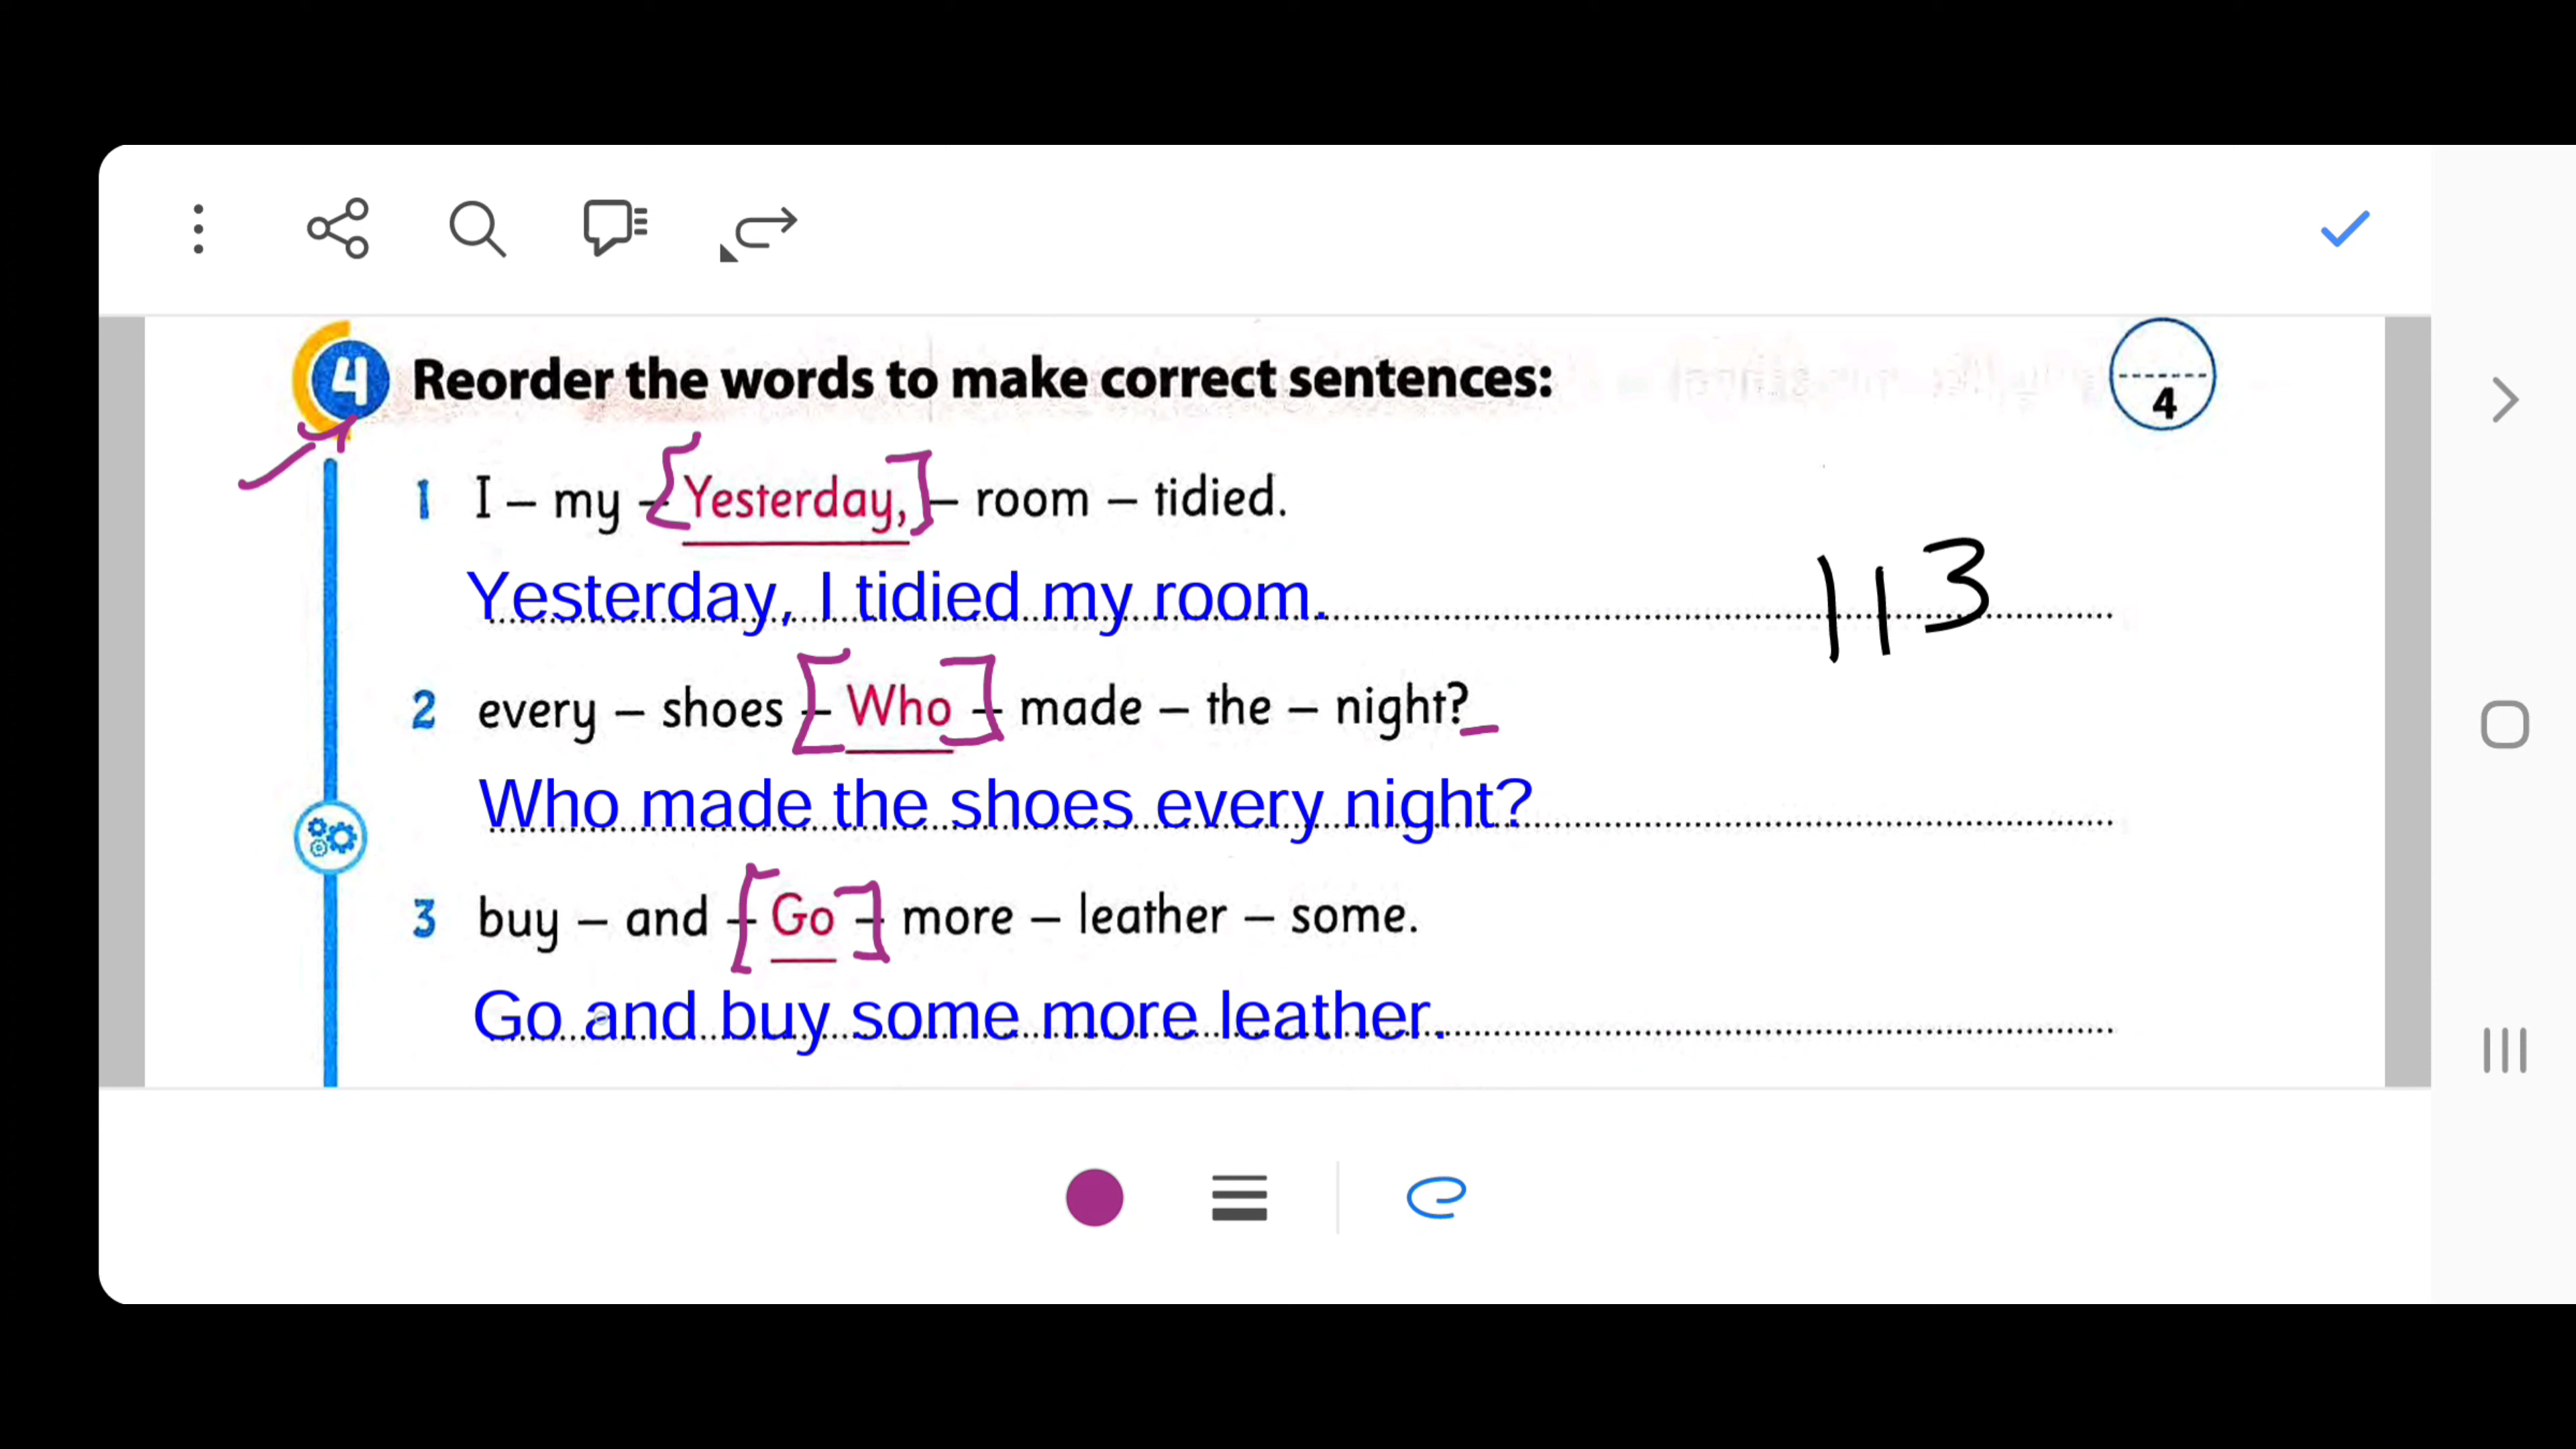 4 Reorder the words to make correct sentences:
4
1 I – my – Yesterday, – room – tidied.
Yesterday, I tidied my room.
113
2 every – shoes – Who – made – the – night?
Who made the shoes every night?
3 buy – and – Go – more – leather – some.
Go and buy some more leather.